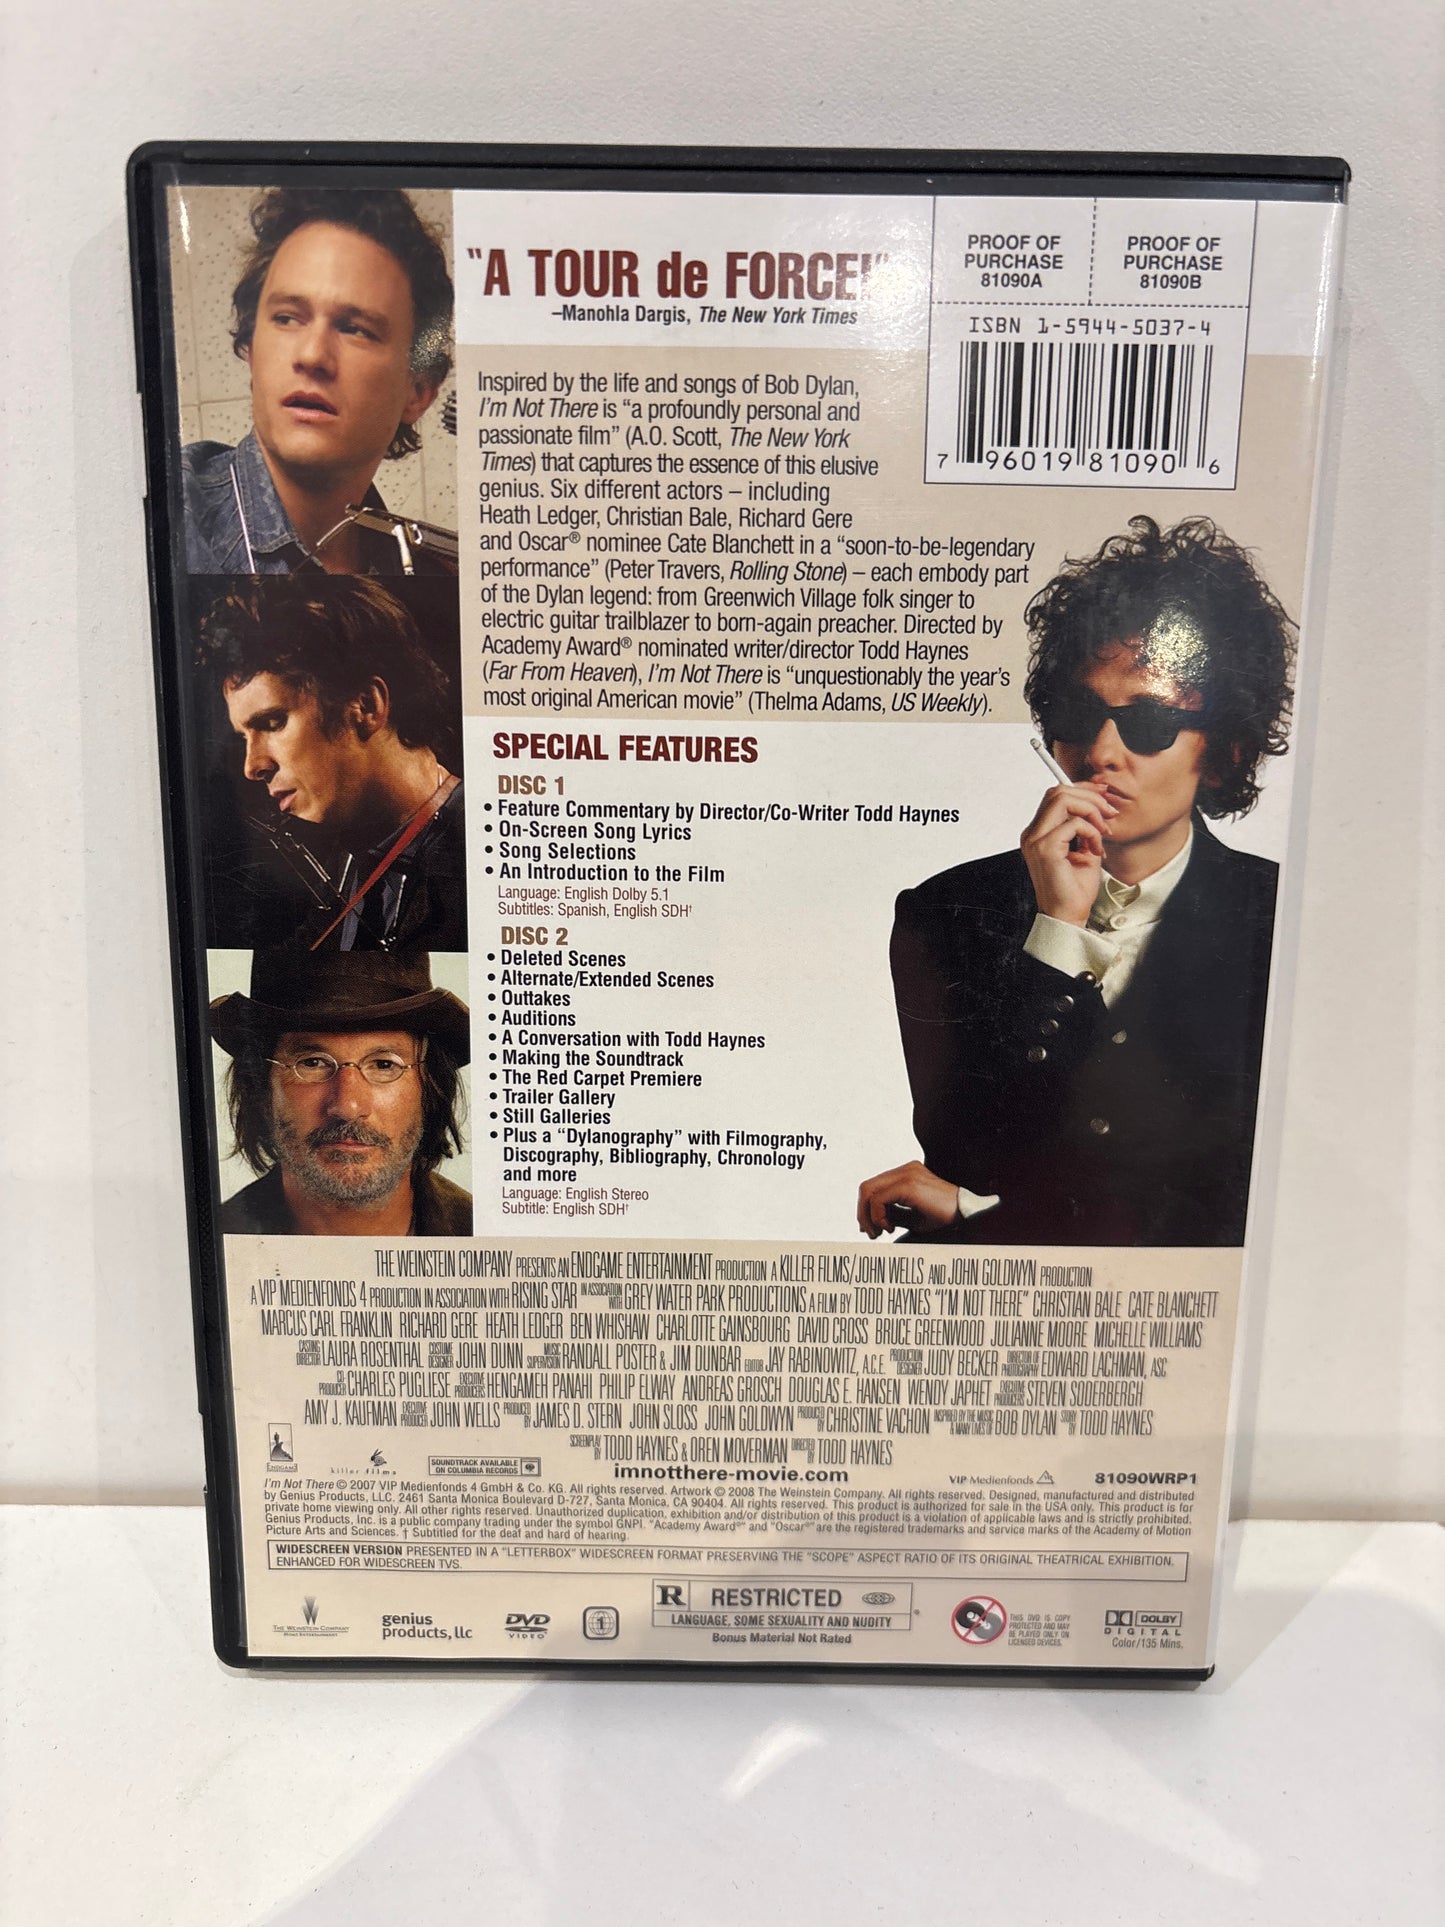 "A TOUR de FORCE!"
–Manohla Dargis, The New York Times
PROOF OF
PURCHASE
81090A
PROOF OF
PURCHASE
81090B
ISBN 1-5944-5037-4
7 96019 81090 6
Inspired by the life and songs of Bob Dylan,
I'm Not There is "a profoundly personal and
passionate film" (A.O. Scott, The New York
Times) that captures the essence of this elusive
genius. Six different actors – including
Heath Ledger, Christian Bale, Richard Gere
and Oscar® nominee Cate Blanchett in a "soon-to-be-legendary
performance" (Peter Travers, Rolling Stone) – each embody part
of the Dylan legend: from Greenwich Village folk singer to
electric guitar trailblazer to born-again preacher. Directed by
Academy Award® nominated writer/director Todd Haynes
(Far From Heaven), I'm Not There is "unquestionably the year's
most original American movie" (Thelma Adams, US Weekly).
SPECIAL FEATURES
DISC 1
• Feature Commentary by Director/Co-Writer Todd Haynes
• On-Screen Song Lyrics
• Song Selections
• An Introduction to the Film
Language: English Dolby 5.1
Subtitles: Spanish, English SDH†
DISC 2
• Deleted Scenes
• Alternate/Extended Scenes
• Outtakes
• Auditions
• A Conversation with Todd Haynes
• Making the Soundtrack
• The Red Carpet Premiere
• Trailer Gallery
• Still Galleries
• Plus a "Dylanography" with Filmography,
Discography, Bibliography, Chronology
and more
Language: English Stereo
Subtitle: English SDH†
THE WEINSTEIN COMPANY PRESENTS AN ENDGAME ENTERTAINMENT PRODUCTION A KILLER FILMS/JOHN WELLS AND JOHN GOLDWYN PRODUCTION
A VIP MEDIENFONDS 4 PRODUCTION IN ASSOCIATION WITH RISING STAR IN ASSOCIATION WITH GREY WATER PARK PRODUCTIONS A FILM BY TODD HAYNES "I'M NOT THERE" CHRISTIAN BALE CATE BLANCHETT
MARCUS CARL FRANKLIN RICHARD GERE HEATH LEDGER BEN WHISHAW CHARLOTTE GAINSBOURG DAVID CROSS BRUCE GREENWOOD JULIANNE MOORE MICHELLE WILLIAMS
CASTING DIRECTOR LAURA ROSENTHAL COSTUME DESIGNER JOHN DUNN MUSIC SUPERVISION RANDALL POSTER & JIM DUNBAR EDITOR JAY RABINOWITZ, A.C.E. PRODUCTION DESIGNER JUDY BECKER DIRECTOR OF PHOTOGRAPHY EDWARD LACHMAN, ASC
CO-PRODUCER CHARLES PUGLIESE EXECUTIVE PRODUCERS HENGAMEH PANAHI PHILIP ELWAY ANDREAS GROSCH DOUGLAS E. HANSEN WENDY JAPHET EXECUTIVE PRODUCERS STEVEN SODERBERGH
AMY J. KAUFMAN EXECUTIVE PRODUCER JOHN WELLS PRODUCED BY JAMES D. STERN JOHN SLOSS JOHN GOLDWYN PRODUCED BY CHRISTINE VACHON INSPIRED BY THE MUSIC & MANY LIVES OF BOB DYLAN STORY BY TODD HAYNES
SCREENPLAY BY TODD HAYNES & OREN MOVERMAN DIRECTED BY TODD HAYNES
ENDGAME
killer films
SOUNDTRACK AVAILABLE
ON COLUMBIA RECORDS
imnotthere-movie.com
VIP Medienfonds 4
81090WRP1
I'm Not There © 2007 VIP Medienfonds 4 GmbH & Co. KG. All rights reserved. Artwork © 2008 The Weinstein Company. All rights reserved. Designed, manufactured and distributed
by Genius Products, LLC. 2461 Santa Monica Boulevard D-727, Santa Monica, CA 90404. All rights reserved. This product is authorized for sale in the USA only. This product is for
private home viewing only. All other rights reserved. Unauthorized duplication, exhibition and/or distribution of this product is a violation of applicable laws and is strictly prohibited.
Genius Products, Inc. is a public company trading under the symbol GNPI. "Academy Award®" and "Oscar®" are the registered trademarks and service marks of the Academy of Motion
Picture Arts and Sciences. † Subtitled for the deaf and hard of hearing.
WIDESCREEN VERSION PRESENTED IN A "LETTERBOX" WIDESCREEN FORMAT PRESERVING THE "SCOPE" ASPECT RATIO OF ITS ORIGINAL THEATRICAL EXHIBITION.
ENHANCED FOR WIDESCREEN TVS.
THE WEINSTEIN COMPANY
HOME ENTERTAINMENT
genius
products, llc
DVD
VIDEO
1
R RESTRICTED
LANGUAGE, SOME SEXUALITY AND NUDITY
Bonus Material Not Rated
THIS DVD IS COPY
PROTECTED AND MAY
BE PLAYED ONLY ON
LICENSED DEVICES.
DOLBY
DIGITAL
Color/135 Mins.